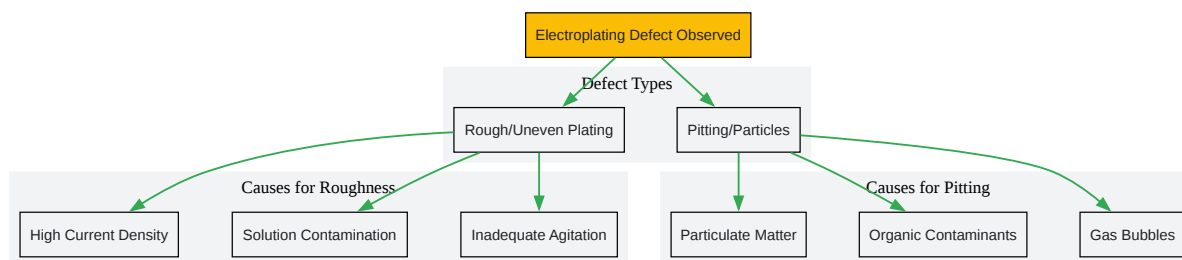 Electroplating Defect Observed
Defect Types
Rough/Uneven Plating
Pitting/Particles
Causes for Roughness
Causes for Pitting
High Current Density
Solution Contamination
Inadequate Agitation
Particulate Matter
Organic Contaminants
Gas Bubbles